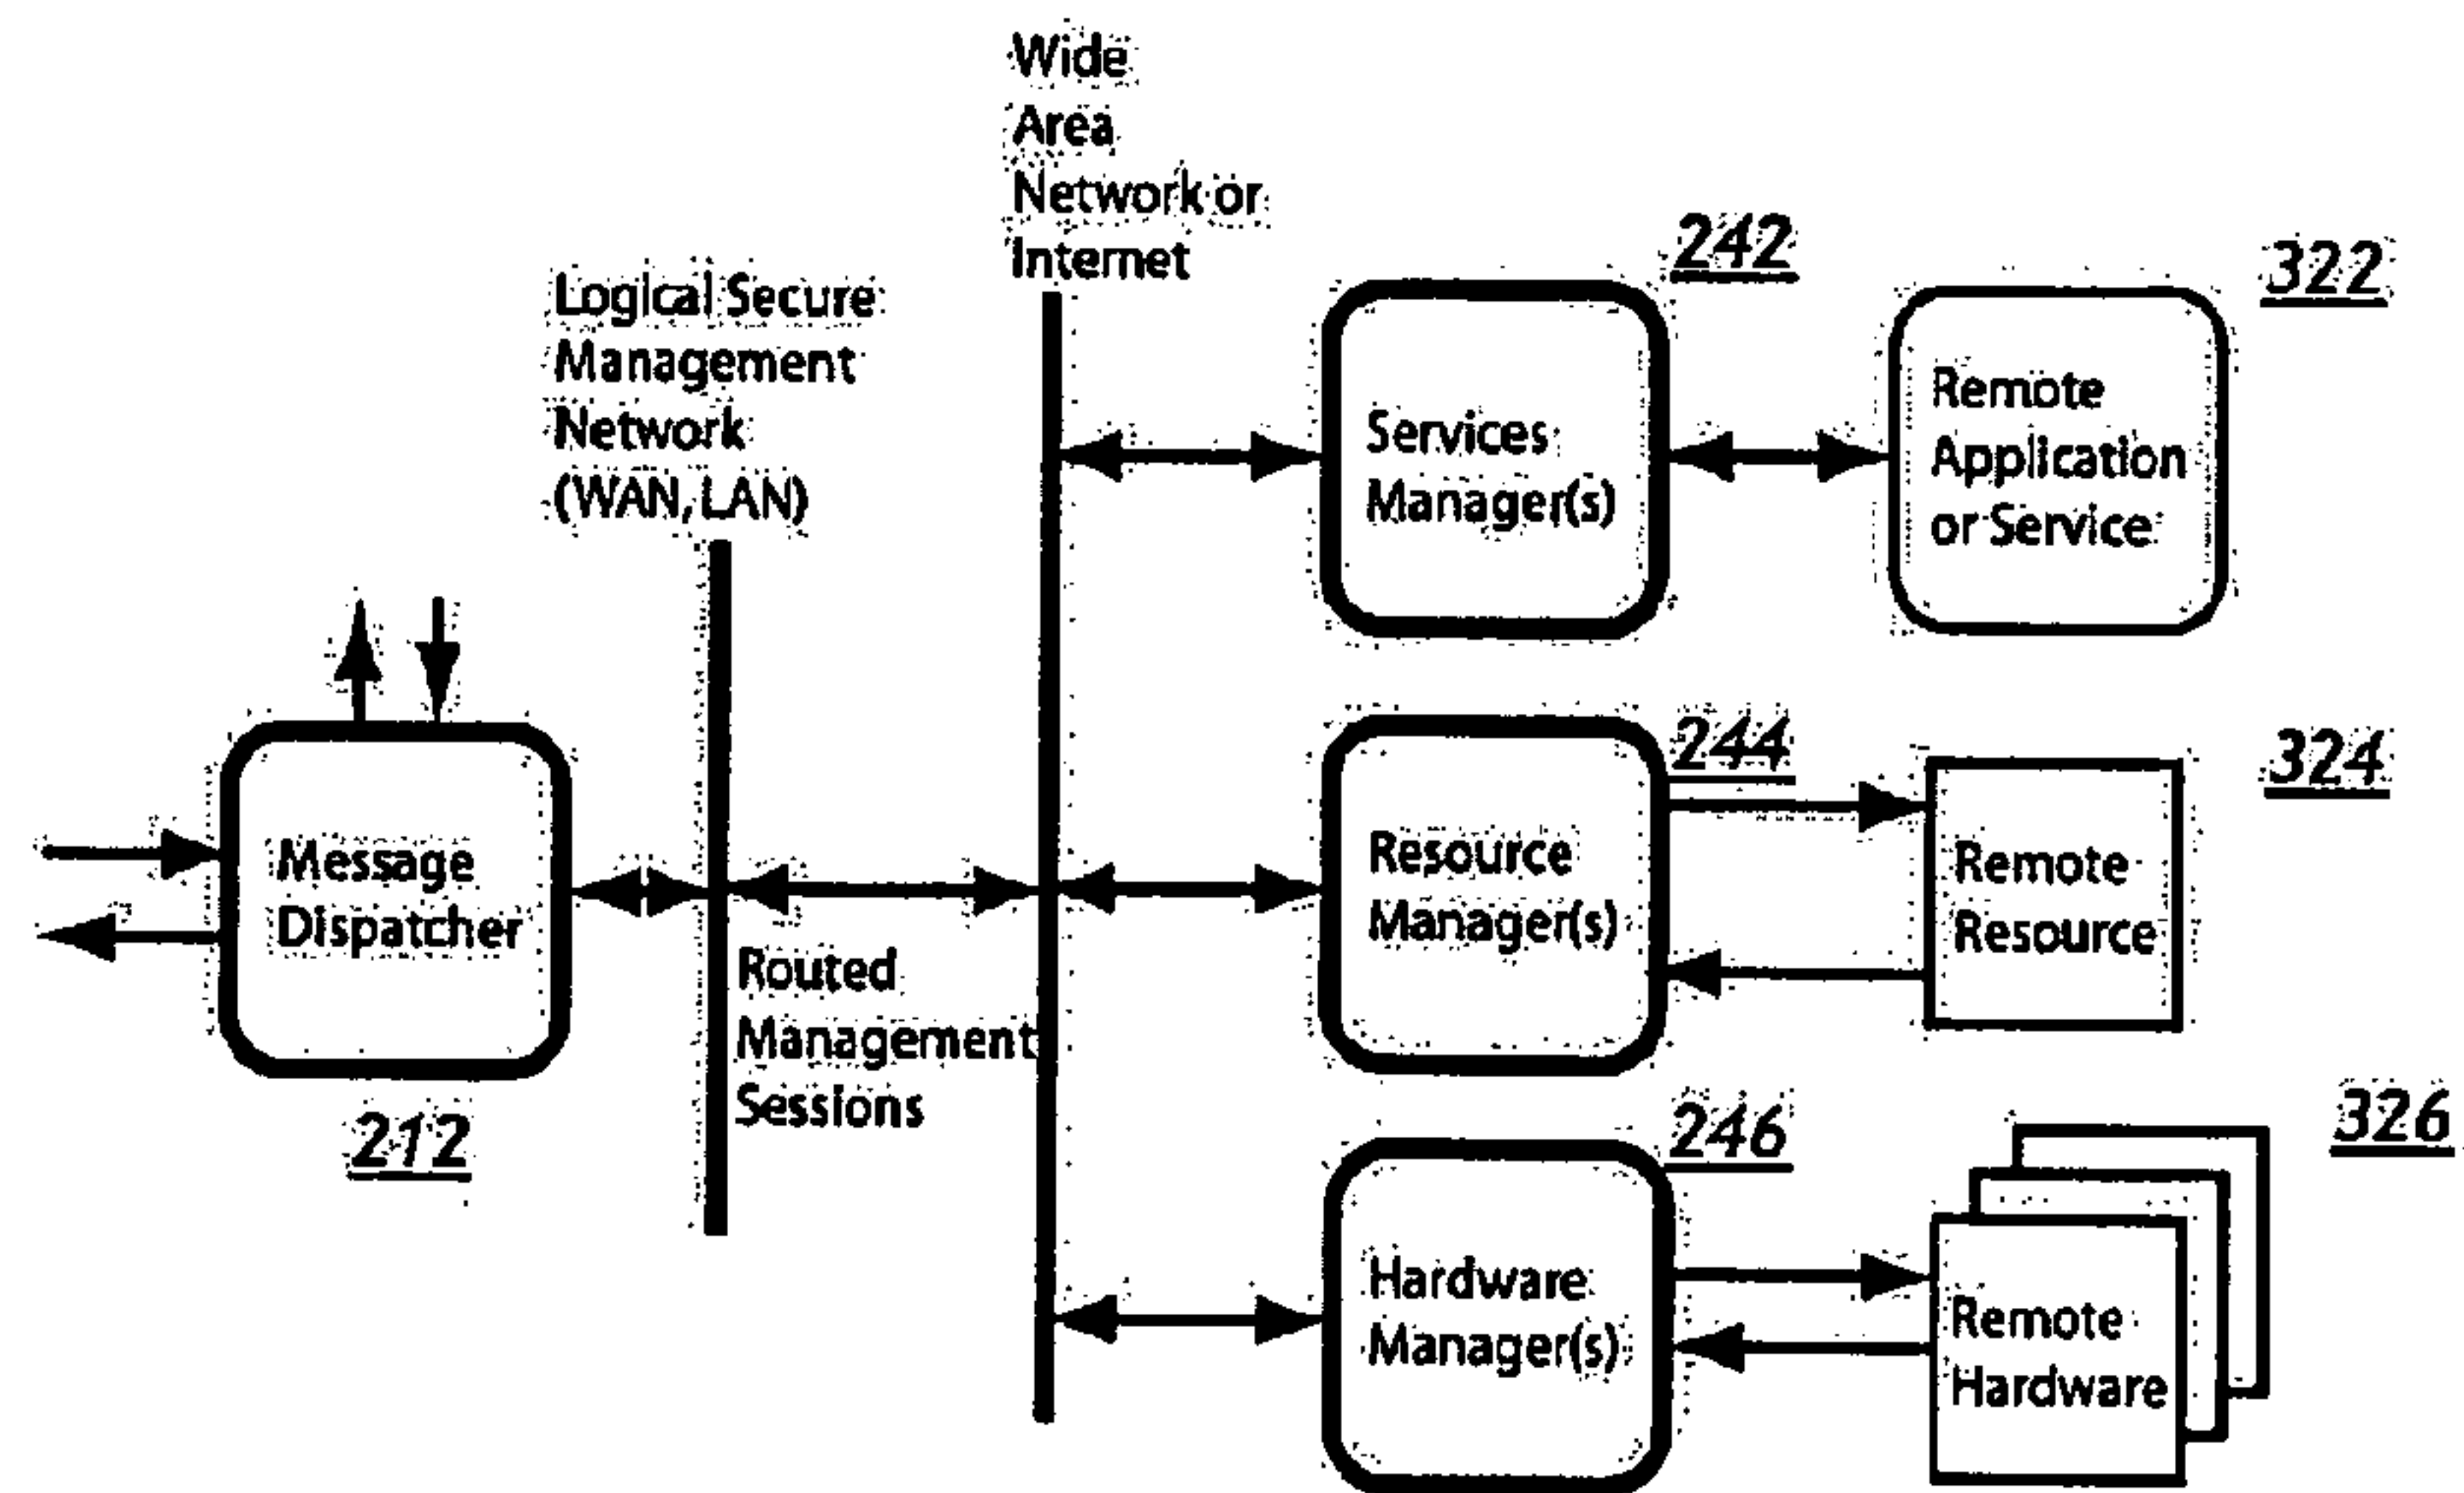 Wide
Area
Network or
Internet
Logical Secure
Management
Network
(WAN, LAN)
242
322
Services
Manager(s)
Remote
Application
or Service
244
324
Message
Dispatcher
212
Routed
Management
Sessions
Resource
Manager(s)
Remote
Resource
246
326
Hardware
Manager(s)
Remote
Hardware